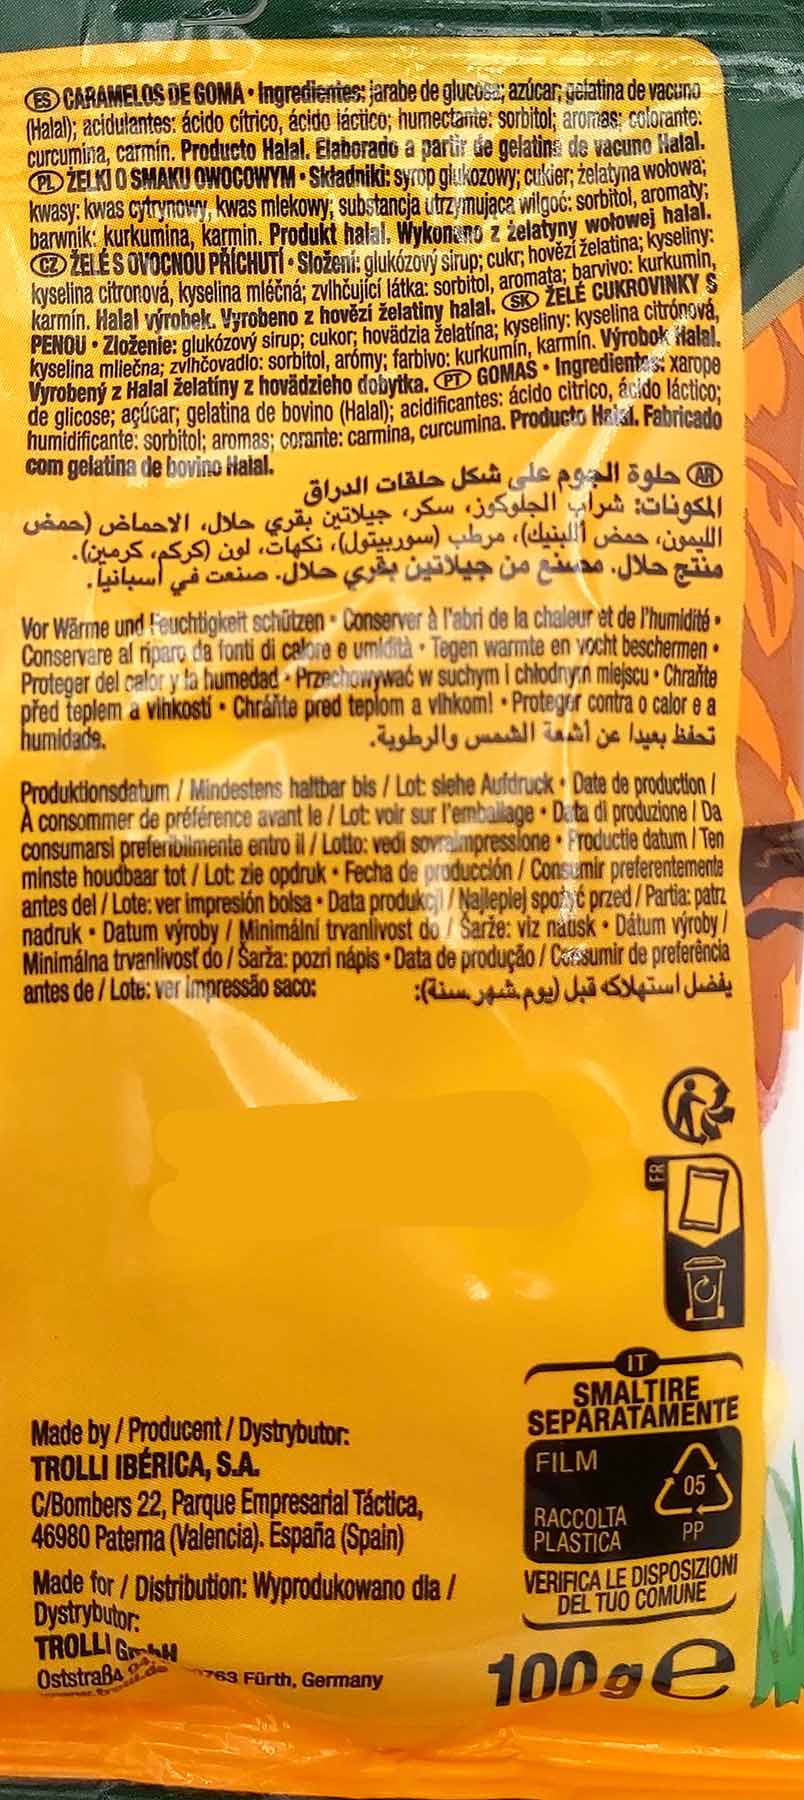 ES CARAMELOS DE GOMA • Ingredientes: jarabe de glucosa; azúcar; gelatina de vacuno
(Halal); acidulantes: ácido cítrico, ácido láctico; humectante: sorbitol; aromas; colorante:
curcumina, carmín. Producto Halal. Elaborado a partir de gelatina de vacuno Halal.
PL ŻELKI O SMAKU OWOCOWYM • Składniki: syrop glukozowy; cukier; żelatyna wołowa;
kwasy: kwas cytrynowy, kwas mlekowy; substancja utrzymująca wilgoć: sorbitol, aromaty;
barwnik: kurkumina, karmin. Produkt halal. Wykonano z żelatyny wołowej halal.
CZ ŽELÉ S OVOCNOU PŘÍCHUTÍ • Složení: glukózový sirup; cukr; hovězí želatina; kyseliny:
kyselina citronová, kyselina mléčná; zvlhčující látka: sorbitol, aromata; barvivo: kurkumin,
karmín. Halal výrobek. Vyrobeno z hovězí želatiny halal. SK ŽELÉ CUKROVINKY S
PENOU • Zloženie: glukózový sirup; cukor; hovädzia želatína; kyseliny: kyselina citrónová,
kyselina mliečna; zvlhčovadlo: sorbitol, arómy; farbivo: kurkumín, karmín. Výrobok Halal.
Vyrobený z Halal želatíny z hovädzieho dobytka. PT GOMAS • Ingredientes: xarope
de glicose; açúcar; gelatina de bovino (Halal); acidificantes: ácido citrico, ácido láctico;
humidificante: sorbitol; aromas; corante: carmina, curcumina. Producto Halal. Fabricado
com gelatina de bovino Halal.
AR حلوة الجوم على شكل حلقات الدراق
المكونات: شراب الجلوكوز، سكر، جيلاتين بقري حلال، الاحماض (حمض
الليمون، حمض اللبنيك)، مرطب (سوربيتول)، نكهات، لون (كركم، كرمين).
منتج حلال. مصنع من جيلاتين بقري حلال. صنعت في أسبانيا.
Vor Wärme und Feuchtigkeit schützen • Conserver à l'abri de la chaleur et de l'humidité •
Conservare al riparo da fonti di calore e umidità • Tegen warmte en vocht beschermen •
Proteger del calor y la humedad • Przechowywać w suchym i chłodnym miejscu • Chraňte
před teplem a vlhkostí • Chráňte pred teplom a vlhkom! • Proteger contra o calor e a
humidade.
تحفظ بعيدا عن أشعة الشمس والرطوبة.
Produktionsdatum / Mindestens haltbar bis / Lot: siehe Aufdruck • Date de production /
À consommer de préférence avant le / Lot: voir sur l'emballage • Data di produzione / Da
consumarsi preferibilmente entro il / Lotto: vedi sovraimpressione • Productie datum / Ten
minste houdbaar tot / Lot: zie opdruk • Fecha de producción / Consumir preferentemente
antes del / Lote: ver impresión bolsa • Data produkcji / Najlepiej spożyć przed / Partia: patrz
nadruk • Datum výroby / Minimální trvanlivost do / Šarže: viz nátisk • Dátum výroby /
Minimálna trvanlivosť do / Šarža: pozri nápis • Data de produção / Consumir de preferência
antes de / Lote: ver impressão saco:
يفضل استهلاكه قبل (يوم.شهر.سنة):
FR
IT
SMALTIRE
SEPARATAMENTE
FILM
05
PP
RACCOLTA
PLASTICA
VERIFICA LE DISPOSIZIONI
DEL TUO COMUNE
Made by / Producent / Dystrybutor:
TROLLI IBÉRICA, S.A.
C/Bombers 22, Parque Empresarial Táctica,
46980 Paterna (Valencia). España (Spain)
Made for / Distribution: Wyprodukowano dla /
Dystrybutor:
TROLLI GmbH
Oststraße 763 Fürth, Germany
100 g e